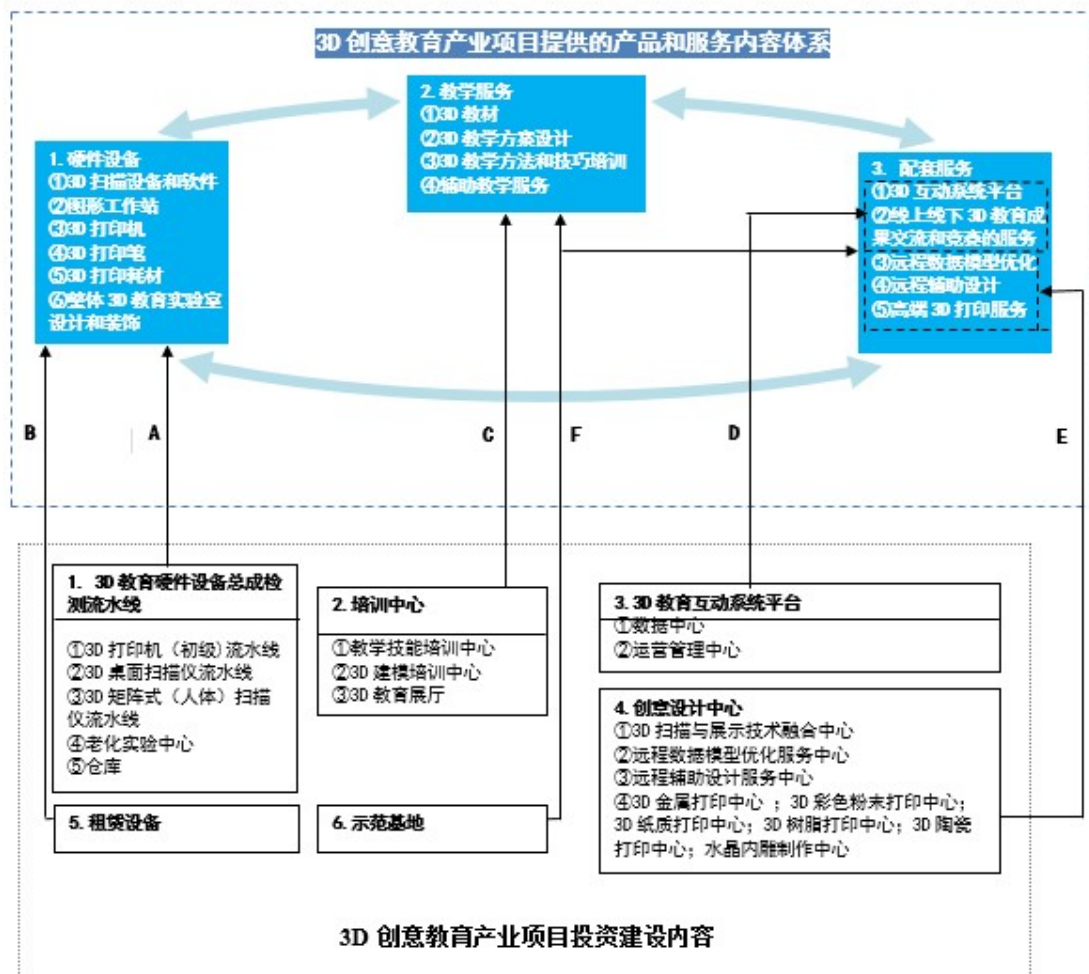 3D 创意教育产业项目提供的产品和服务内容体系
2. 教学服务
①3D 教材
②3D 教学方案设计
③3D 教学方法和技巧培训
④辅助教学服务
1. 硬件设备
①3D 扫描设备和软件
②图形工作站
③3D 打印机
④3D 打印笔
⑤3D 打印耗材
⑥整体 3D 教育实验室
设计和装饰
3. 配套服务
①3D 互动系统平台
②线上线下 3D 教育成
果交流和竞赛的服务
③远程数据模型优化
④远程辅助设计
⑤高端 3D 打印服务
B
A
C
F
D
E
1. 3D 教育硬件设备总成检
测流水线
①3D 打印机（初级)流水线
②3D 桌面扫描仪流水线
③3D 矩阵式（人体）扫描
仪流水线
④老化实验中心
⑤仓库
2. 培训中心
①教学技能培训中心
②3D 建模培训中心
③3D 教育展厅
3. 3D 教育互动系统平台
①数据中心
②运营管理中心
4. 创意设计中心
①3D 扫描与展示技术融合中心
②远程数据模型优化服务中心
③远程辅助设计服务中心
④3D 金属打印中心 ；3D 彩色粉末打印中心；
3D 纸质打印中心；3D 树脂打印中心；3D 陶瓷
打印中心；水晶内雕制作中心
5. 租赁设备
6. 示范基地
3D 创意教育产业项目投资建设内容